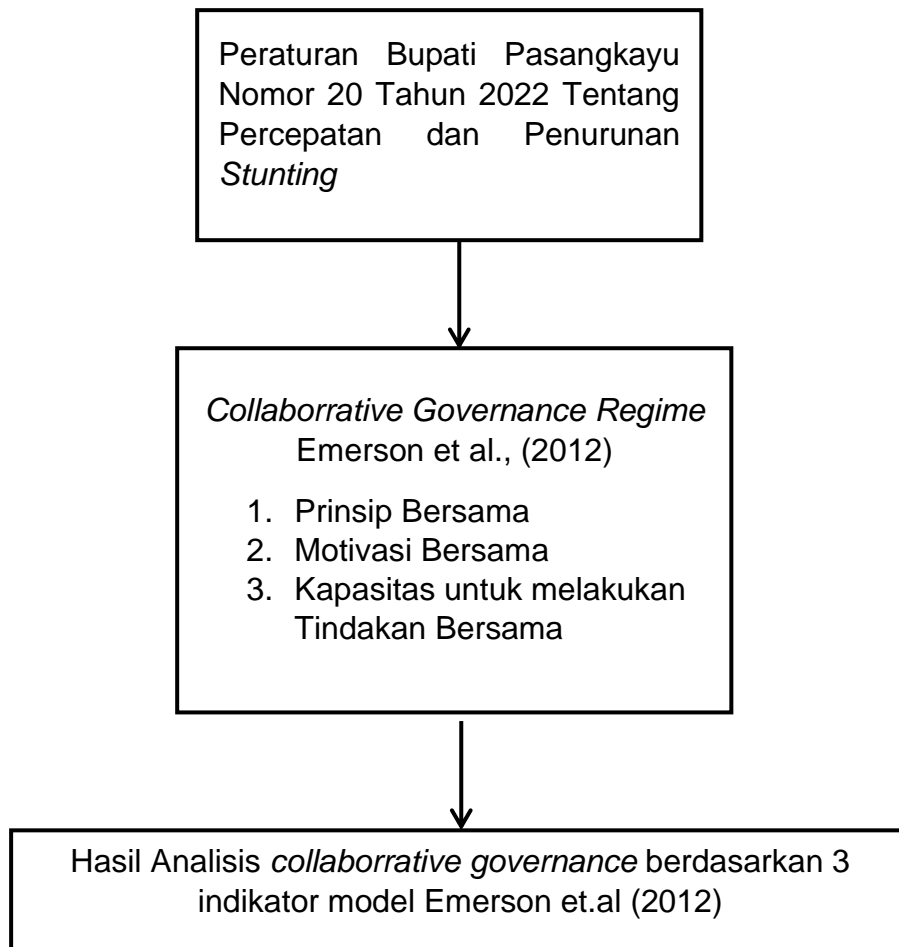 Peraturan Bupati Pasangkayu
Nomor 20 Tahun 2022 Tentang
Percepatan dan Penurunan
Stunting
Collaborrative Governance Regime
Emerson et al., (2012)
1. Prinsip Bersama
2. Motivasi Bersama
3. Kapasitas untuk melakukan
Tindakan Bersama
Hasil Analisis collaborrative governance berdasarkan 3
indikator model Emerson et.al (2012)